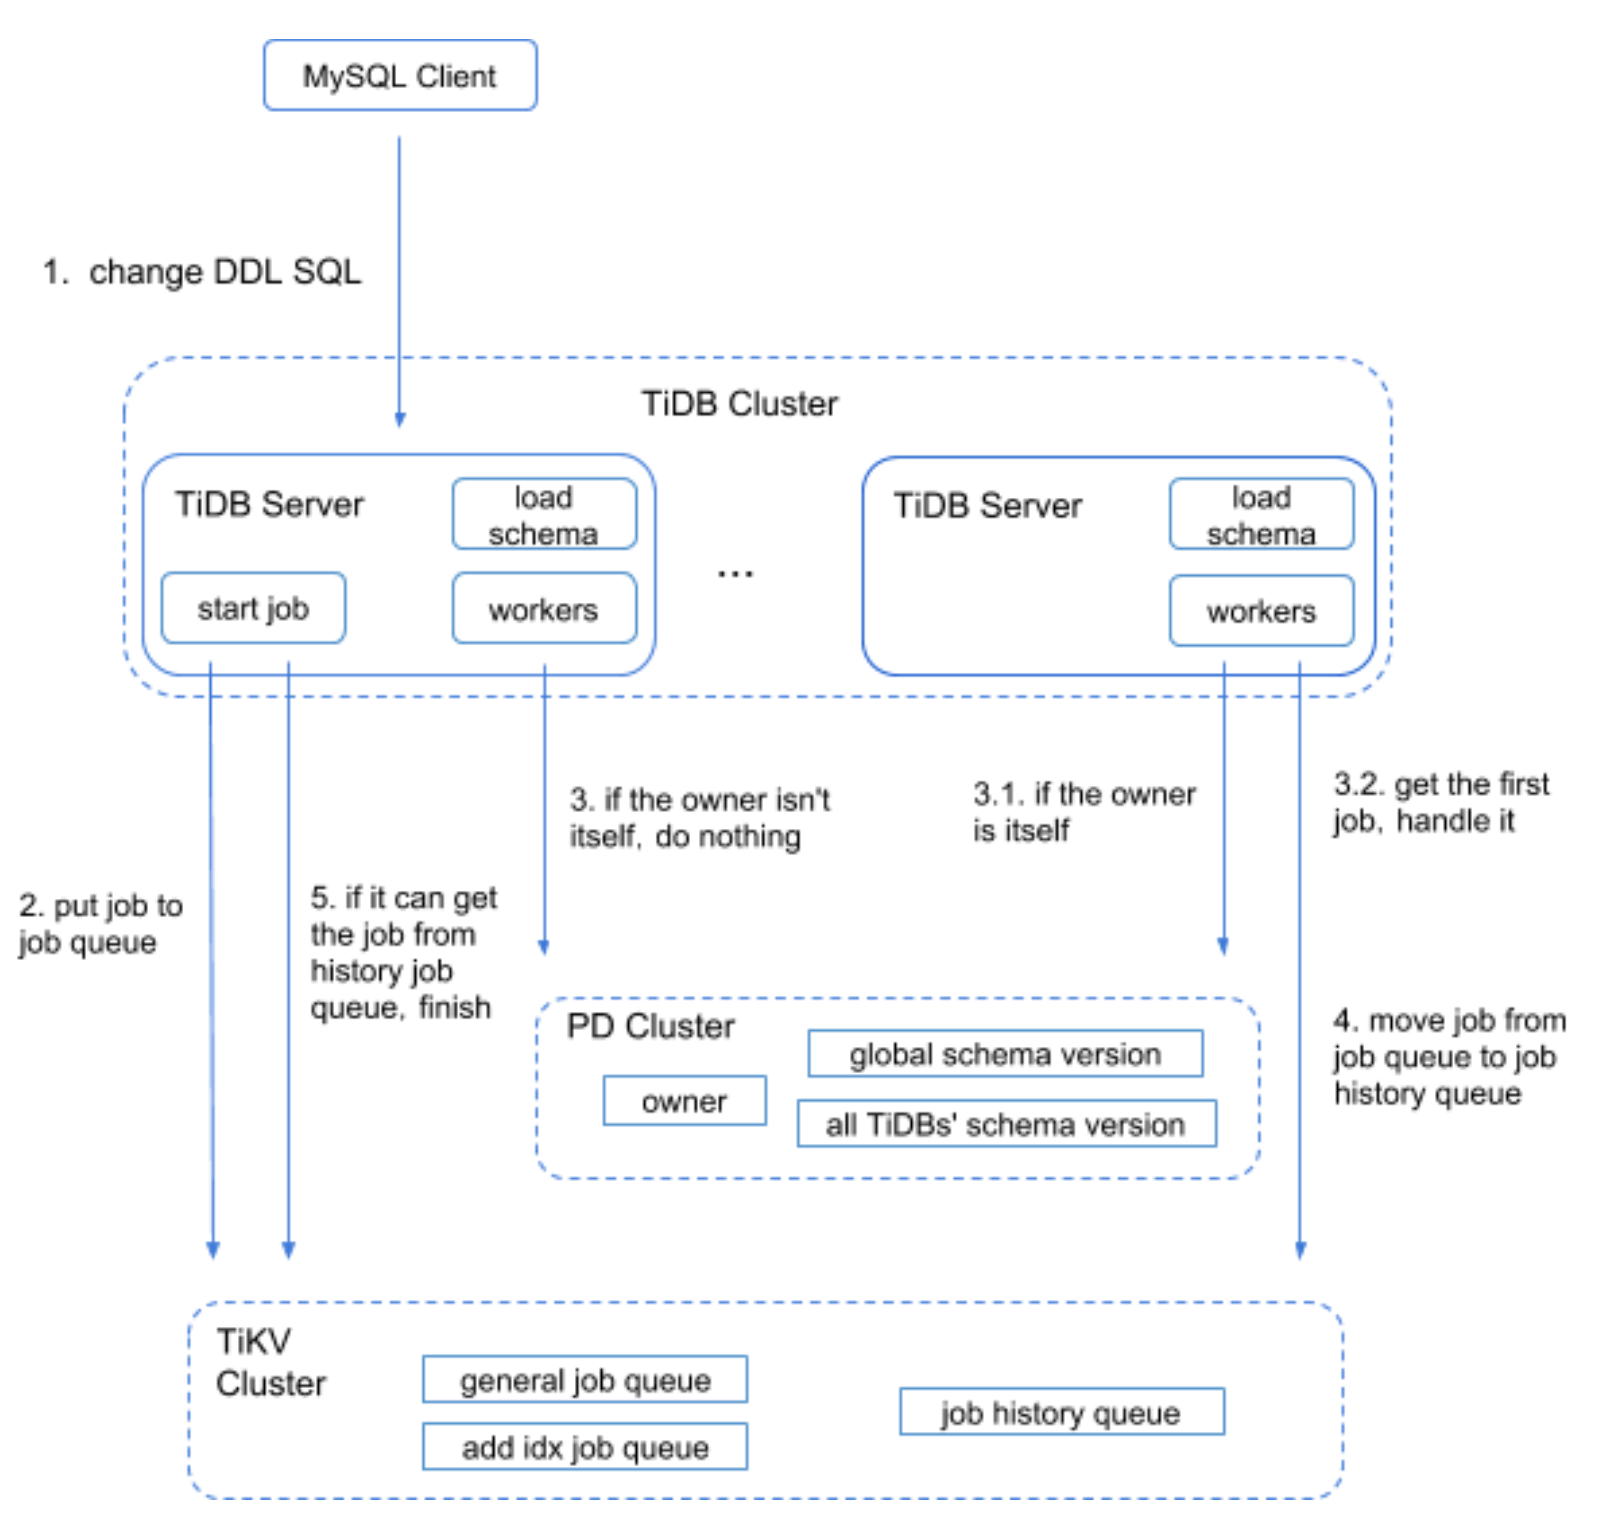 MySQL Client
1. change DDL SQL
TiDB Cluster
TiDB Server
load
schema
start job
workers
...
TiDB Server
load
schema
workers
2. put job to
job queue
5. if it can get
the job from
history job
queue, finish
3. if the owner isn't
itself, do nothing
3.1. if the owner
is itself
3.2. get the first
job, handle it
4. move job from
job queue to job
history queue
PD Cluster
global schema version
owner
all TiDBs' schema version
TiKV
Cluster
general job queue
add idx job queue
job history queue